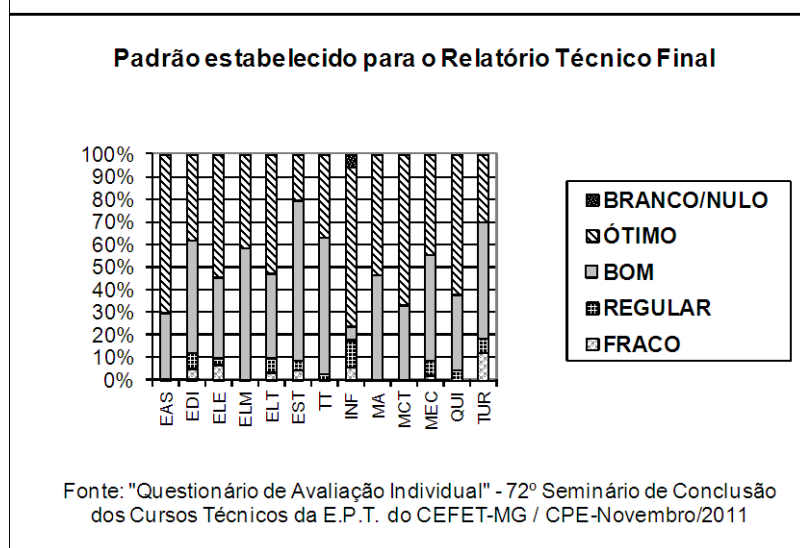 Padrão estabelecido para o Relatório Técnico Final
100%
90%
80%
70%
60%
50%
40%
30%
20%
10%
0%
EAS
EDI
ELE
ELM
ELT
EST
TT
INF
MA
MCT
MEC
QUI
TUR
BRANCO/NULO
ÓTIMO
BOM
REGULAR
FRACO
Fonte: "Questionário de Avaliação Individual" - 72º Seminário de Conclusão
dos Cursos Técnicos da E.P.T. do CEFET-MG / CPE-Novembro/2011